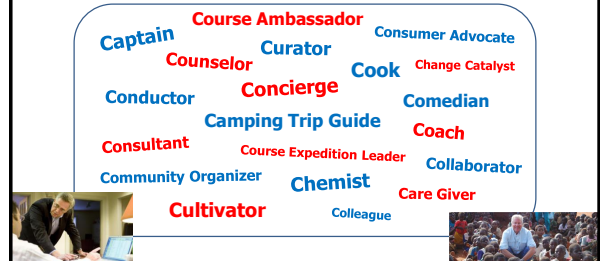 Course Ambassador
Captain
Consumer Advocate
Curator
Counselor
Cook
Change Catalyst
Concierge
Conductor
Comedian
Camping Trip Guide
Coach
Consultant
Course Expedition Leader
Collaborator
Community Organizer
Chemist
Care Giver
Cultivator
Colleague